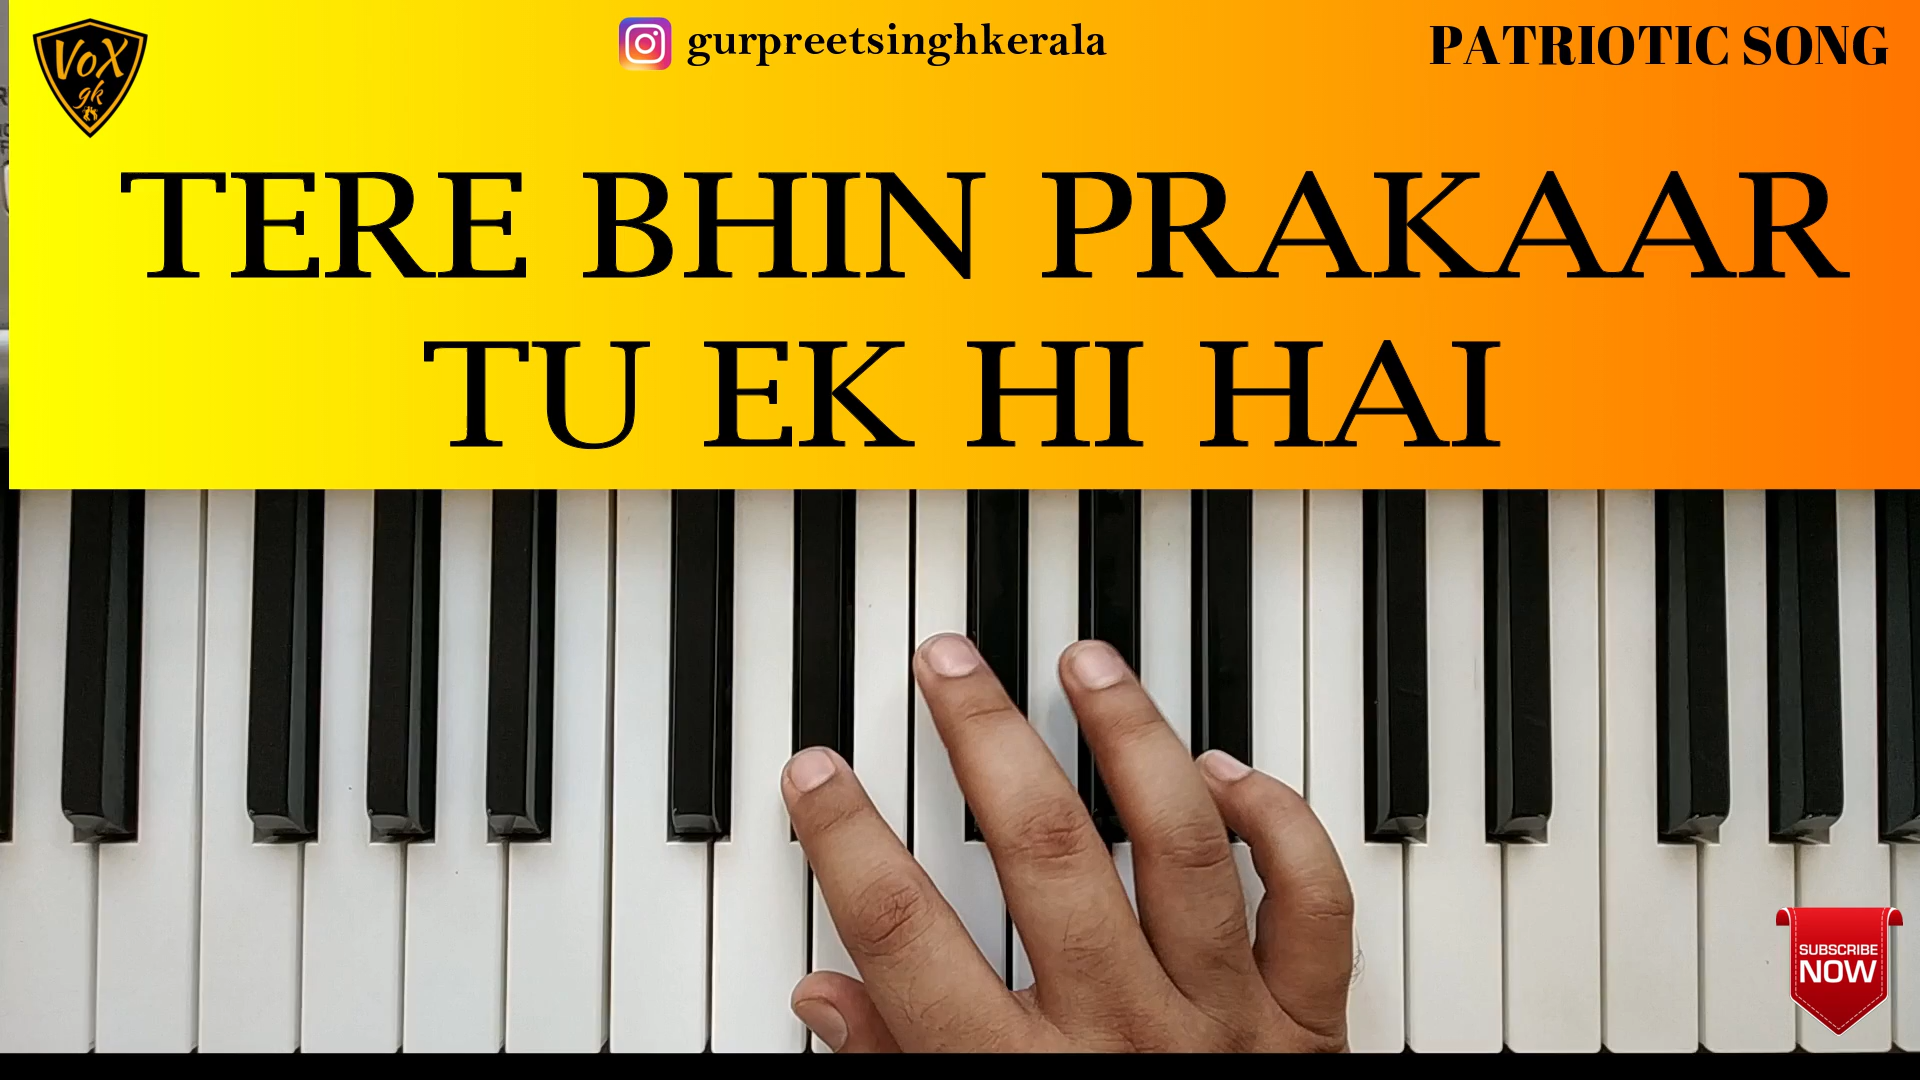 VoX
gk
gurpreetsinghkerala
PATRIOTIC SONG
TERE BHIN PRAKAAR
TU EK HI HAI
SUBSCRIBE
NOW